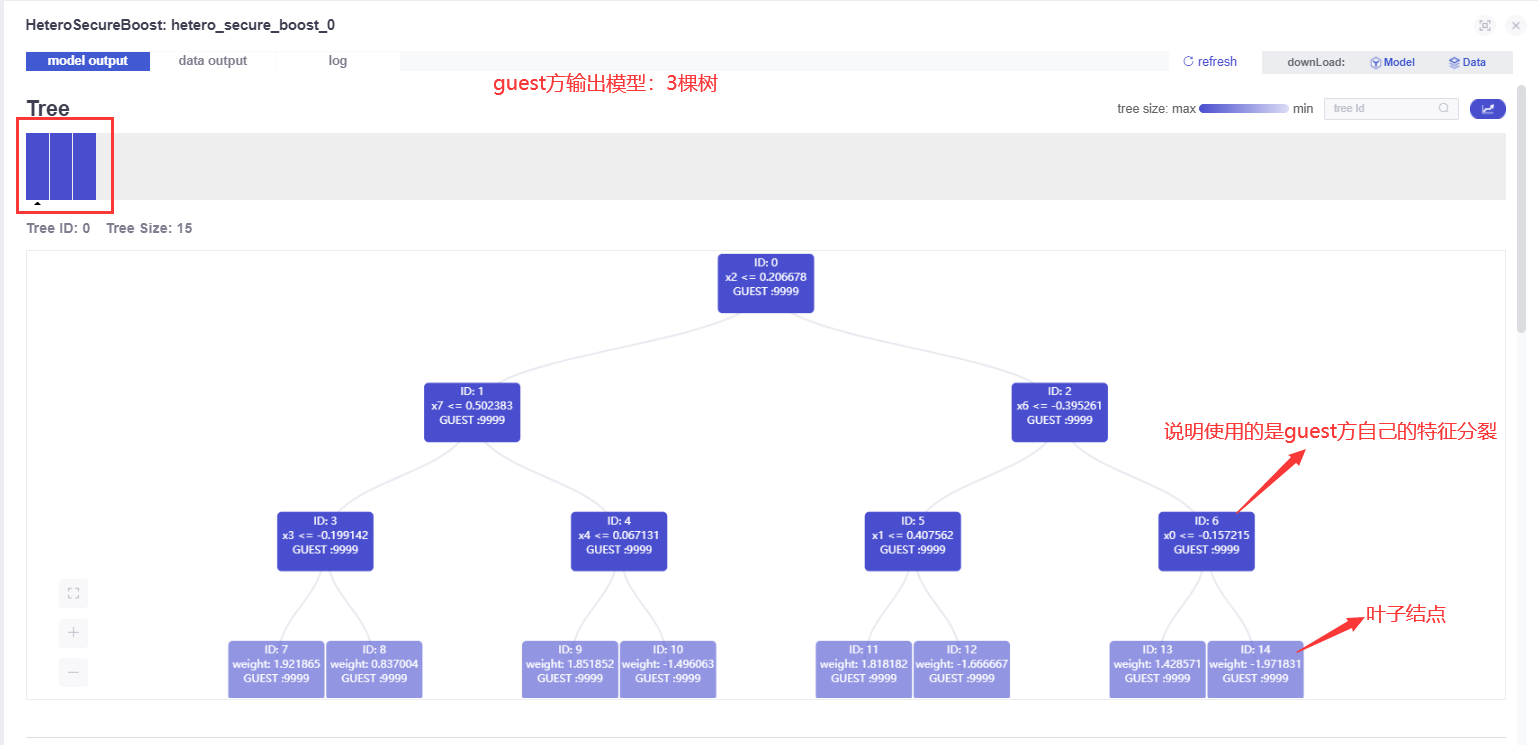 HeteroSecureBoost: hetero_secure_boost_0
model output data output log refresh downLoad: Model Data
guest方输出模型：3棵树
Tree
tree size: max min tree Id
Tree ID: 0 Tree Size: 15
ID: 0
x2 <= 0.206678
GUEST :9999
ID: 1
x7 <= 0.502383
GUEST :9999
ID: 2
x6 <= -0.395261
GUEST :9999
说明使用的是guest方自己的特征分裂
ID: 3
x3 <= -0.199142
GUEST :9999
ID: 4
x4 <= 0.067131
GUEST :9999
ID: 5
x1 <= 0.407562
GUEST :9999
ID: 6
x0 <= -0.157215
GUEST :9999
叶子结点
ID: 7
weight: 1.921865
GUEST :9999
ID: 8
weight: 0.837004
GUEST :9999
ID: 9
weight: 1.851852
GUEST :9999
ID: 10
weight: -1.496063
GUEST :9999
ID: 11
weight: 1.818182
GUEST :9999
ID: 12
weight: -1.666667
GUEST :9999
ID: 13
weight: 1.428571
GUEST :9999
ID: 14
weight: -1.971831
GUEST :9999